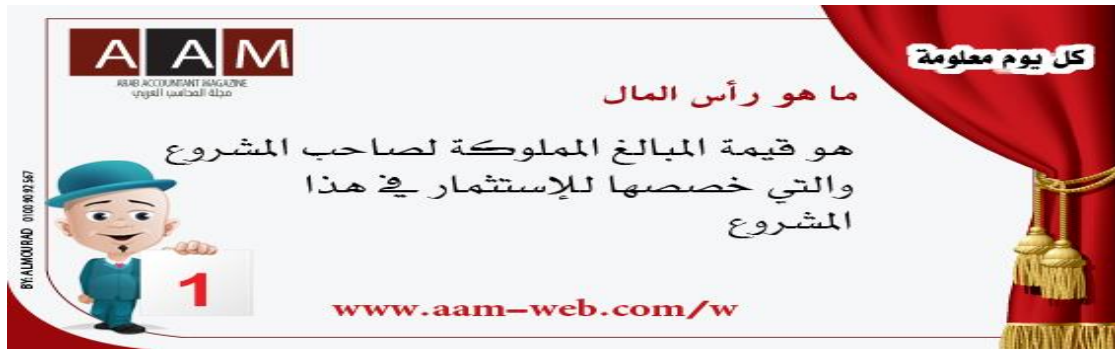 كل يوم معلومة
AAM
ARAB ACCOUNTANT MAGAZINE
مجلة المحاسب العربي
ما هو رأس المال
هو قيمة المبالغ المملوكة لصاحب المشروع
والتي خصصها للإستثمار في هذا
المشروع
1
www.aam-web.com/w
BY: ALMOURAD 0100 90 92 567